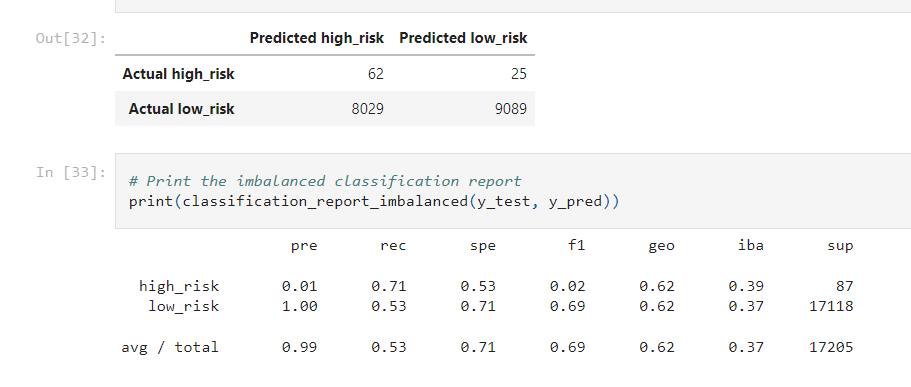 Out[32]:
Predicted high_risk Predicted low_risk
Actual high_risk 62 25
Actual low_risk 8029 9089
In [33]:
# Print the imbalanced classification report
print(classification_report_imbalanced(y_test, y_pred))
pre rec spe f1 geo iba sup
high_risk 0.01 0.71 0.53 0.02 0.62 0.39 87
low_risk 1.00 0.53 0.71 0.69 0.62 0.37 17118
avg / total 0.99 0.53 0.71 0.69 0.62 0.37 17205